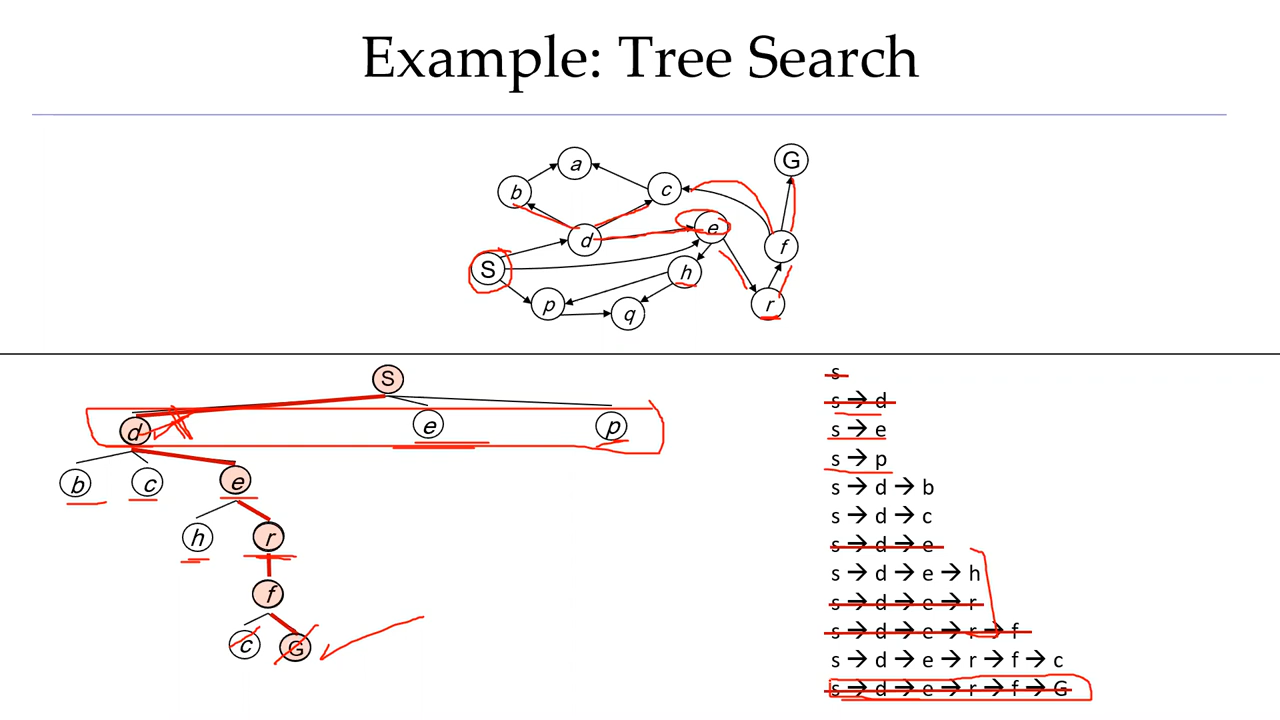 Example: Tree Search
G
a
b
c
d
e
f
S
h
p
q
r
S
d
e
p
b
c
e
h
r
f
c
G
s
s → d
s → e
s → p
s → d → b
s → d → c
s → d → e
s → d → e → h
s → d → e → r
s → d → e → r → f
s → d → e → r → f → c
s → d → e → r → f → G